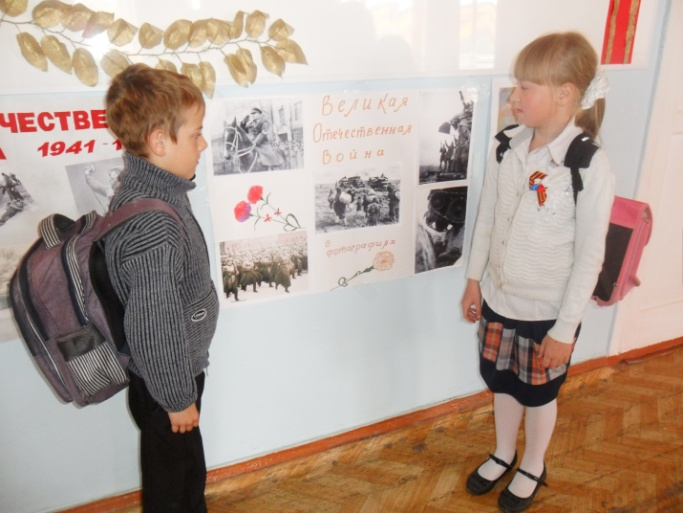 ЧЕСТВЕ
А 1941-1
Великая
Отечественная
Война
в
фотографиях